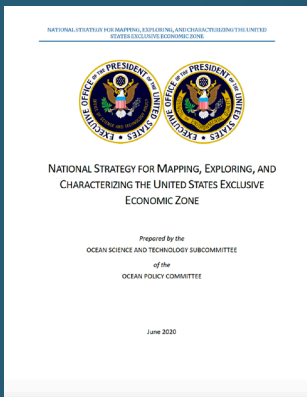 NATIONAL STRATEGY FOR MAPPING, EXPLORING, AND CHARACTERIZING THE UNITED
STATES EXCLUSIVE ECONOMIC ZONE
EXECUTIVE OFFICE OF THE PRESIDENT OF THE UNITED STATES
EXECUTIVE OFFICE OF THE PRESIDENT OF THE UNITED STATES
NATIONAL STRATEGY FOR MAPPING, EXPLORING, AND
CHARACTERIZING THE UNITED STATES EXCLUSIVE
ECONOMIC ZONE
Prepared by the
OCEAN SCIENCE AND TECHNOLOGY SUBCOMMITTEE
of the
OCEAN POLICY COMMITTEE
June 2020